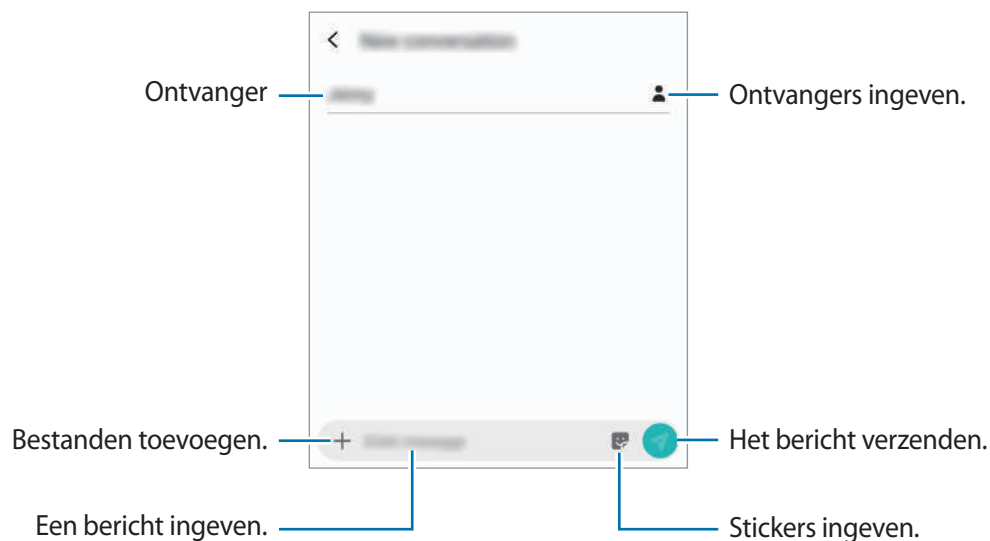 Ontvanger
Ontvangers ingeven.
Bestanden toevoegen.
Het bericht verzenden.
Een bericht ingeven.
Stickers ingeven.